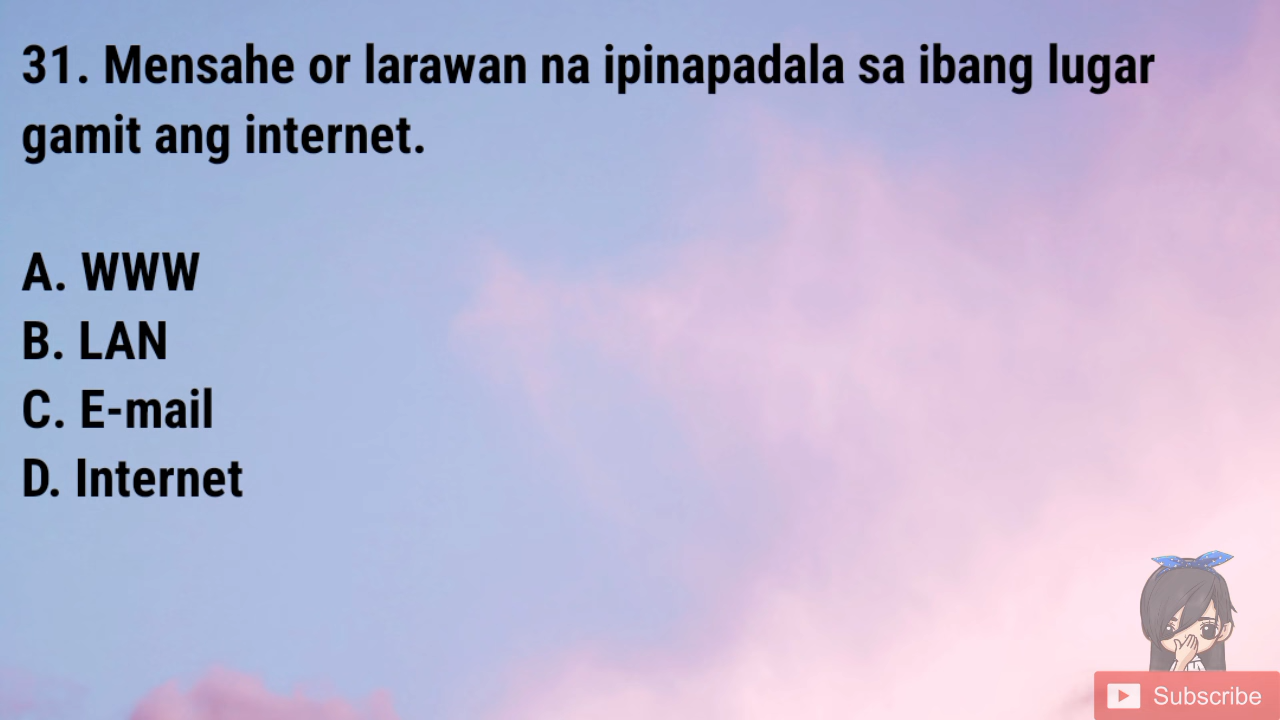 31. Mensahe or larawan na ipinapadala sa ibang lugar
gamit ang internet.
A. WWW
B. LAN
C. E-mail
D. Internet
Subscribe